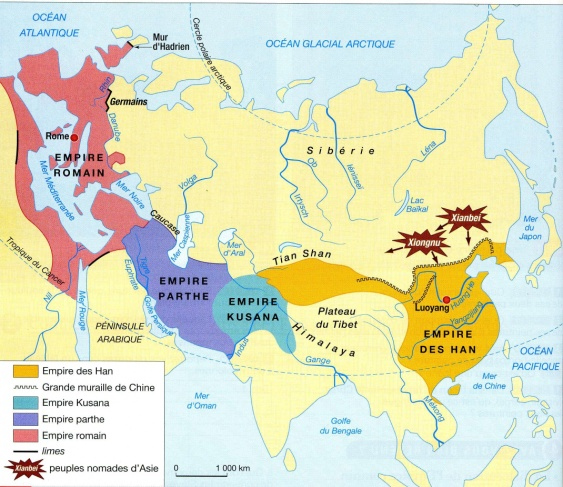 OCÉAN
ATLANTIQUE
Mur
d'Hadrien
Cercle polaire arctique
OCÉAN GLACIAL ARCTIQUE
Rhin
Germains
Danube
Rome
EMPIRE
ROMAIN
Mer Méditerranée
Mer Noire
Volga
Caucase
Mer Caspienne
Mer
d'Aral
Sibérie
Irtysch
Ob
Iénisseï
Léna
Lac
Baïkal
Xianbei
Xiongnu
Mer
du
Japon
Tropique du Cancer
Nil
Mer Rouge
Tigre
Euphrate
Golfe Persique
EMPIRE
PARTHE
EMPIRE
KUSANA
Tian Shan
Plateau
du Tibet
Himalaya
Luoyang
Huang He
Yangzijiang
EMPIRE
DES HAN
PÉNINSULE
ARABIQUE
Indus
Gange
Mer
d'Oman
Golfe
du Bengale
Mékong
Mer
de Chine
OCÉAN
PACIFIQUE
Empire des Han
Grande muraille de Chine
Empire Kusana
Empire parthe
Empire romain
limes
Xianbei peuples nomades d'Asie
0 1 000 km